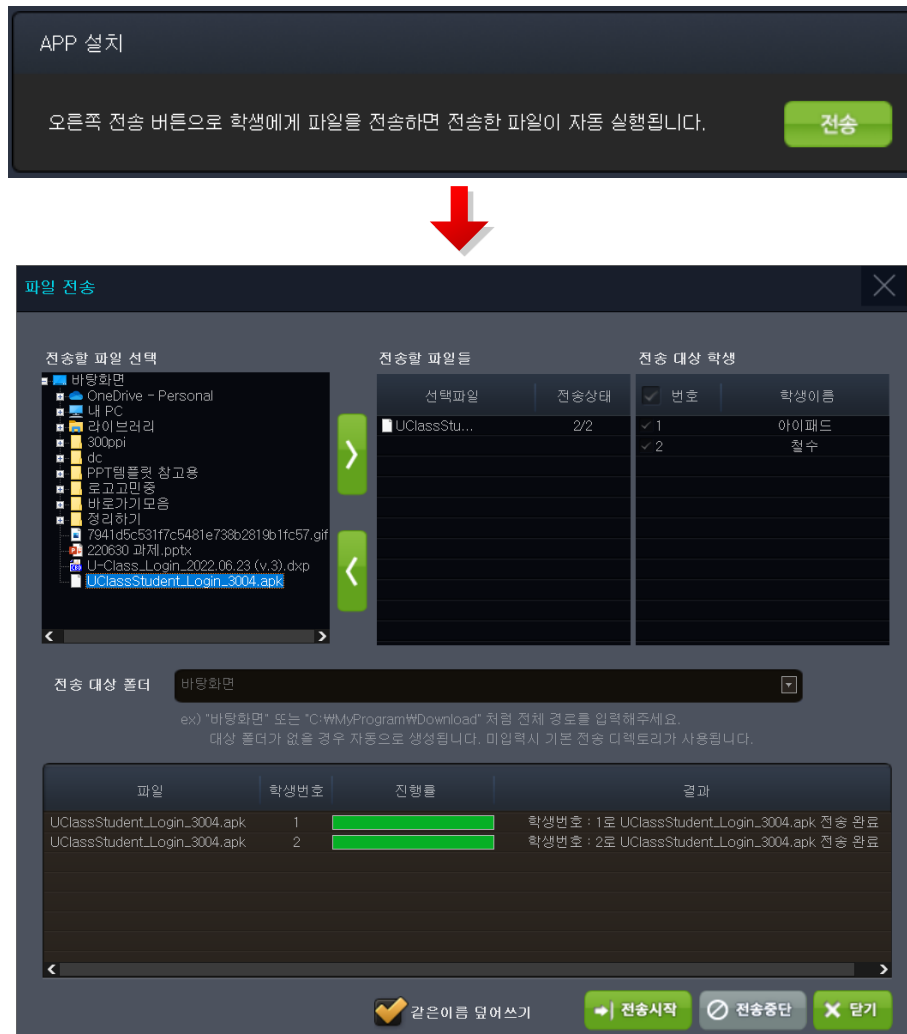 APP 설치
오른쪽 전송 버튼으로 학생에게 파일을 전송하면 전송한 파일이 자동 실행됩니다.
전송
파일 전송
전송할 파일 선택
바탕화면
OneDrive - Personal
내 PC
라이브러리
300ppi
dc
PPT템플릿 참고용
로고고민중
바로가기모음
정리하기
7941d5c531f7c5481e738b2819b1fc57.gif
220630 과제.pptx
U-Class_Login_2022.06.23 (v.3).dxp
UClassStudent_Login_3004.apk
전송할 파일들
선택파일 전송상태
UClassStu... 2/2
전송 대상 학생
번호 학생이름
1 아이패드
2 철수
전송 대상 폴더 바탕화면
ex) "바탕화면" 또는 "C:₩MyProgram₩Download" 처럼 전체 경로를 입력해주세요.
대상 폴더가 없을 경우 자동으로 생성됩니다. 미입력시 기본 전송 디렉토리가 사용됩니다.
파일 학생번호 진행률 결과
UClassStudent_Login_3004.apk 1 학생번호 : 1로 UClassStudent_Login_3004.apk 전송 완료
UClassStudent_Login_3004.apk 2 학생번호 : 2로 UClassStudent_Login_3004.apk 전송 완료
같은이름 덮어쓰기 전송시작 전송중단 닫기